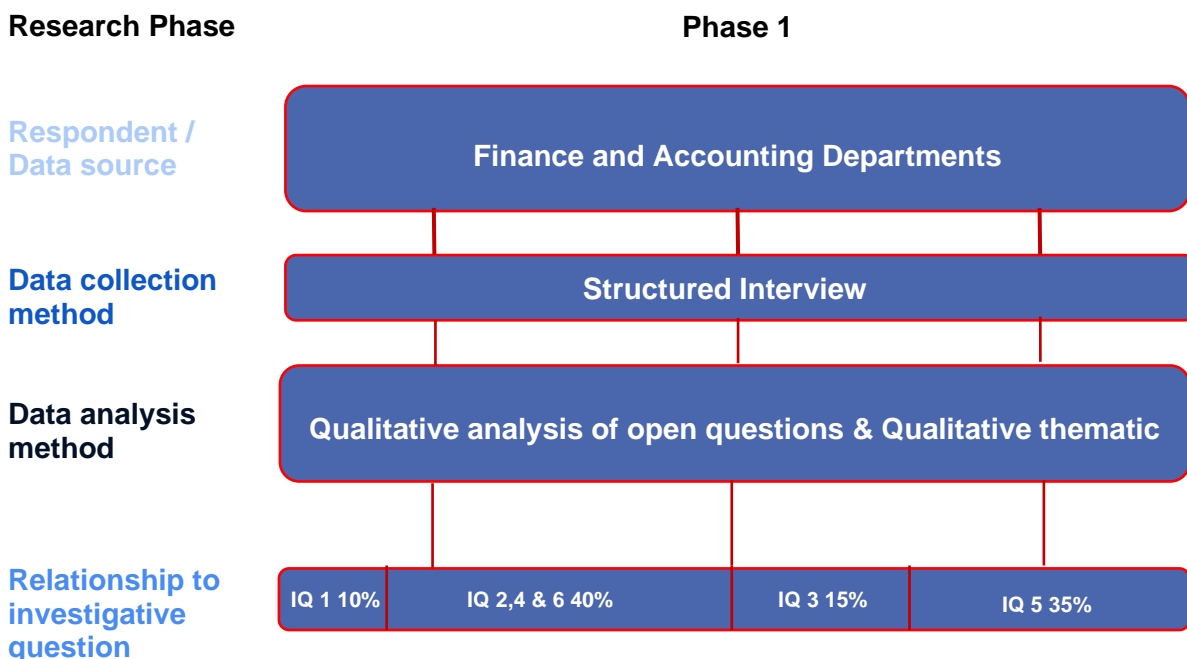 Research Phase
Phase 1
Respondent /
Data source
Finance and Accounting Departments
Data collection
method
Structured Interview
Data analysis
method
Qualitative analysis of open questions & Qualitative thematic
Relationship to
investigative
question
IQ 1 10%
IQ 2,4 & 6 40%
IQ 3 15%
IQ 5 35%